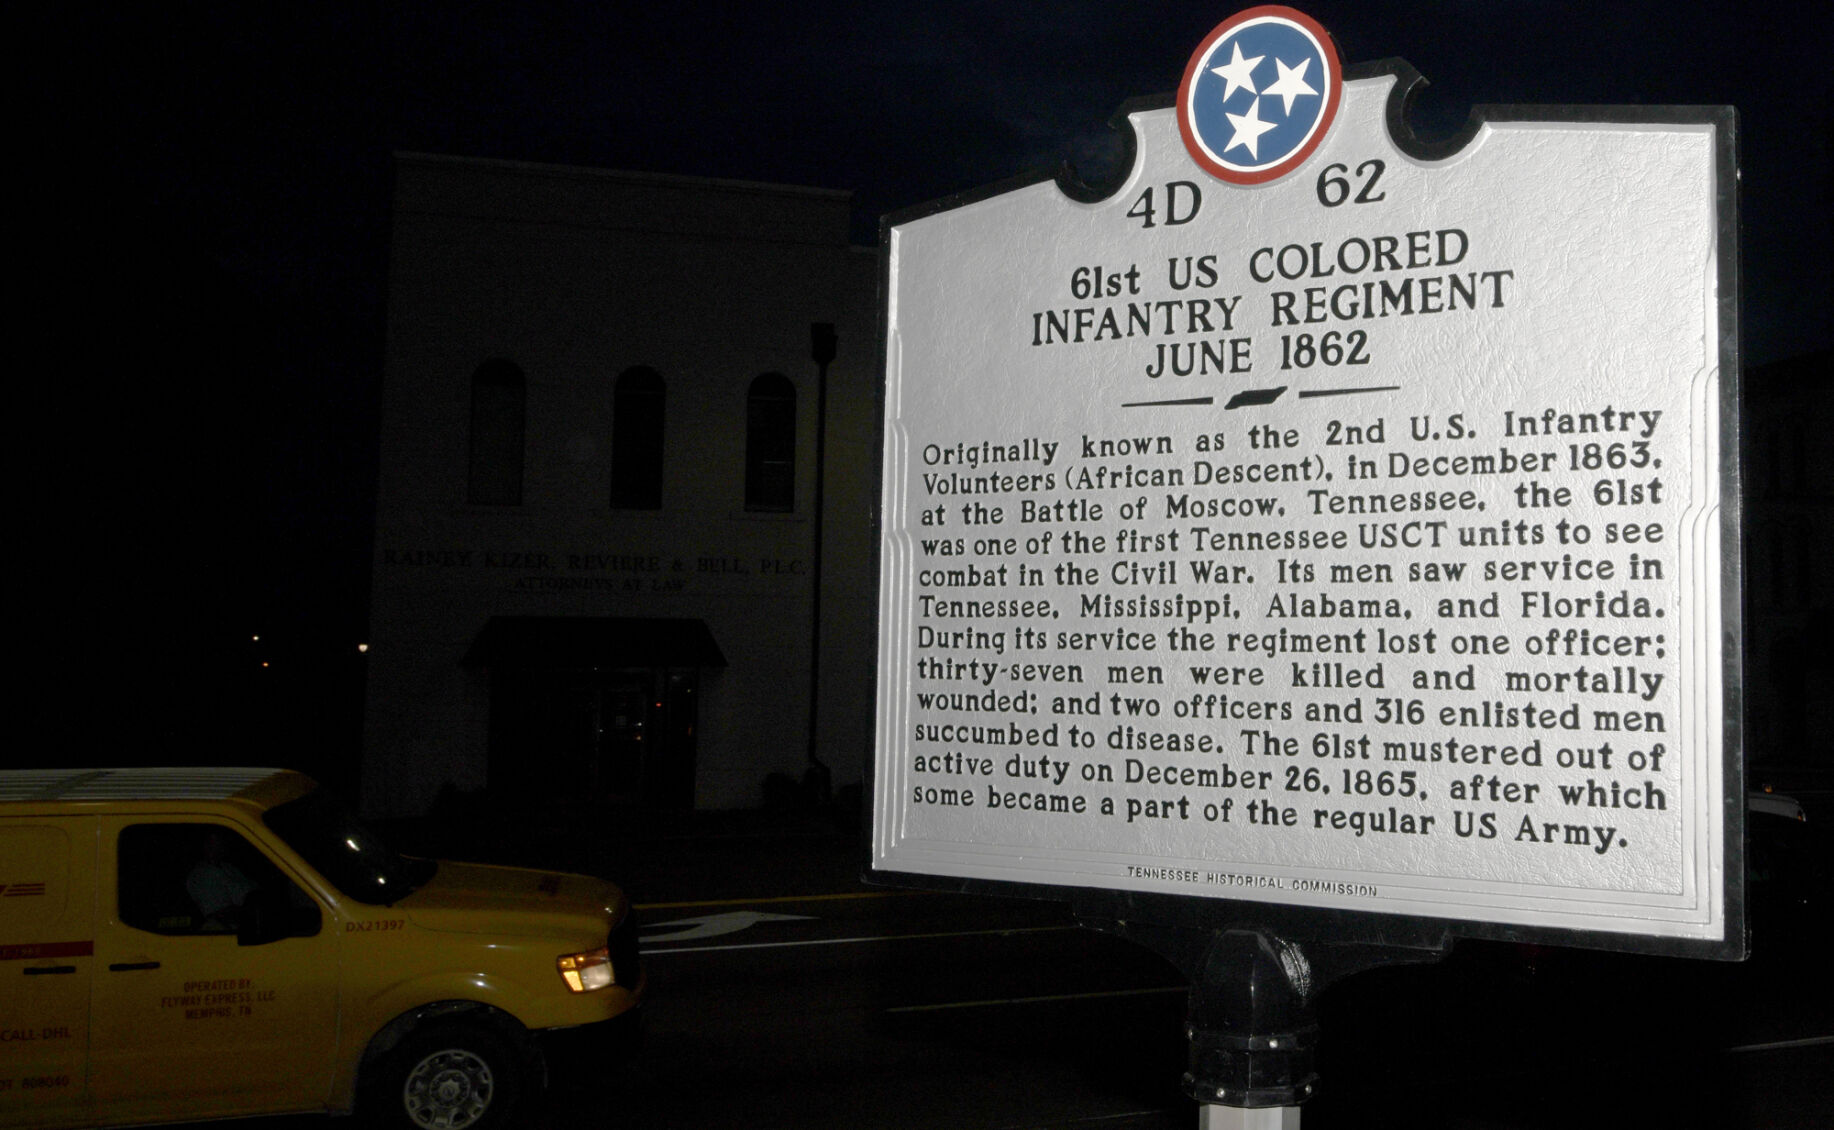 4D 62
61st US COLORED
INFANTRY REGIMENT
JUNE 1862
Originally known as the 2nd U.S. Infantry
Volunteers (African Descent), in December 1863,
at the Battle of Moscow, Tennessee, the 61st
was one of the first Tennessee USCT units to see
combat in the Civil War. Its men saw service in
Tennessee, Mississippi, Alabama, and Florida.
During its service the regiment lost one officer;
thirty-seven men were killed and mortally
wounded; and two officers and 316 enlisted men
succumbed to disease. The 61st mustered out of
active duty on December 26, 1865, after which
some became a part of the regular US Army.
TENNESSEE HISTORICAL COMMISSION
RAINEY, KIZER, REVIERE & BELL, P.L.C.
ATTORNEYS AT LAW
DX21397
OPERATED BY:
FLYWAY EXPRESS, LLC
MEMPHIS, TN
CALL-DHL
808040